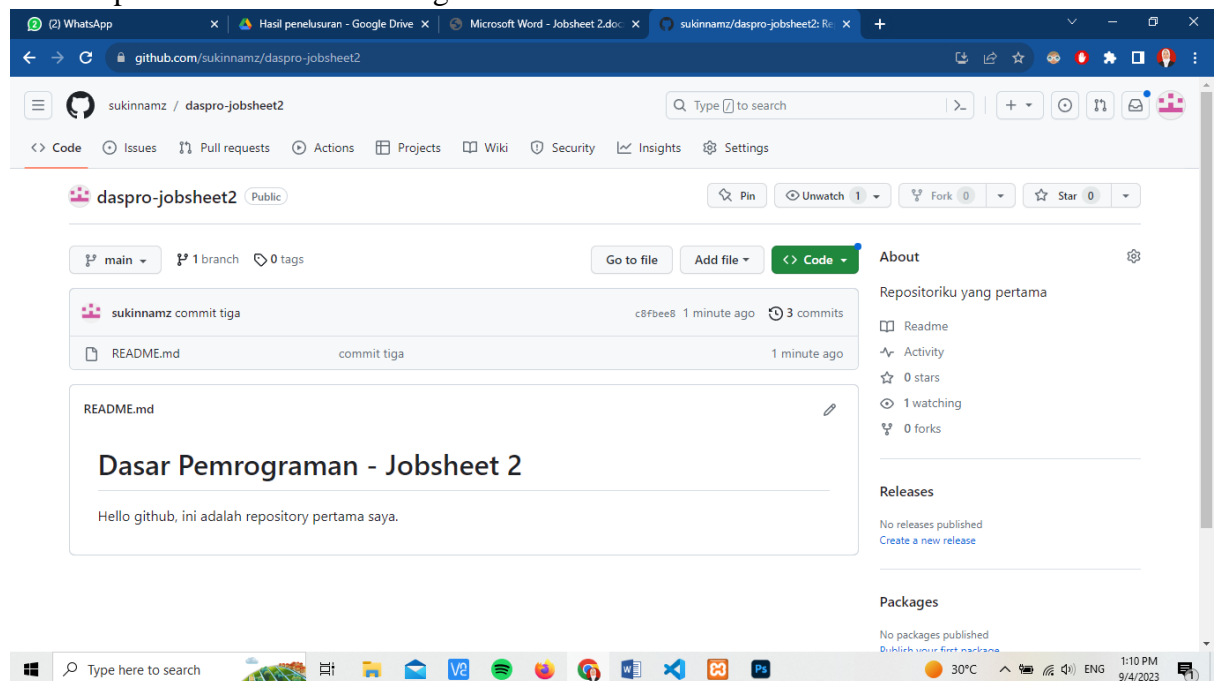 (2) WhatsApp
Hasil penelusuran - Google Drive
Microsoft Word - Jobsheet 2.doc
sukinnamz/daspro-jobsheet2: Re
github.com/sukinnamz/daspro-jobsheet2
sukinnamz / daspro-jobsheet2
Type / to search
Code Issues Pull requests Actions Projects Wiki Security Insights Settings
daspro-jobsheet2 Public
Pin Unwatch 1 Fork 0 Star 0
main 1 branch 0 tags
Go to file Add file Code
sukinnamz commit tiga c8fbee8 1 minute ago 3 commits
README.md commit tiga 1 minute ago
README.md
Dasar Pemrograman - Jobsheet 2
Hello github, ini adalah repository pertama saya.
About
Repositoriku yang pertama
Readme
Activity
0 stars
1 watching
0 forks
Releases
No releases published
Create a new release
Packages
No packages published
Publish your first package
Type here to search
30°C ENG 1:10 PM
9/4/2023